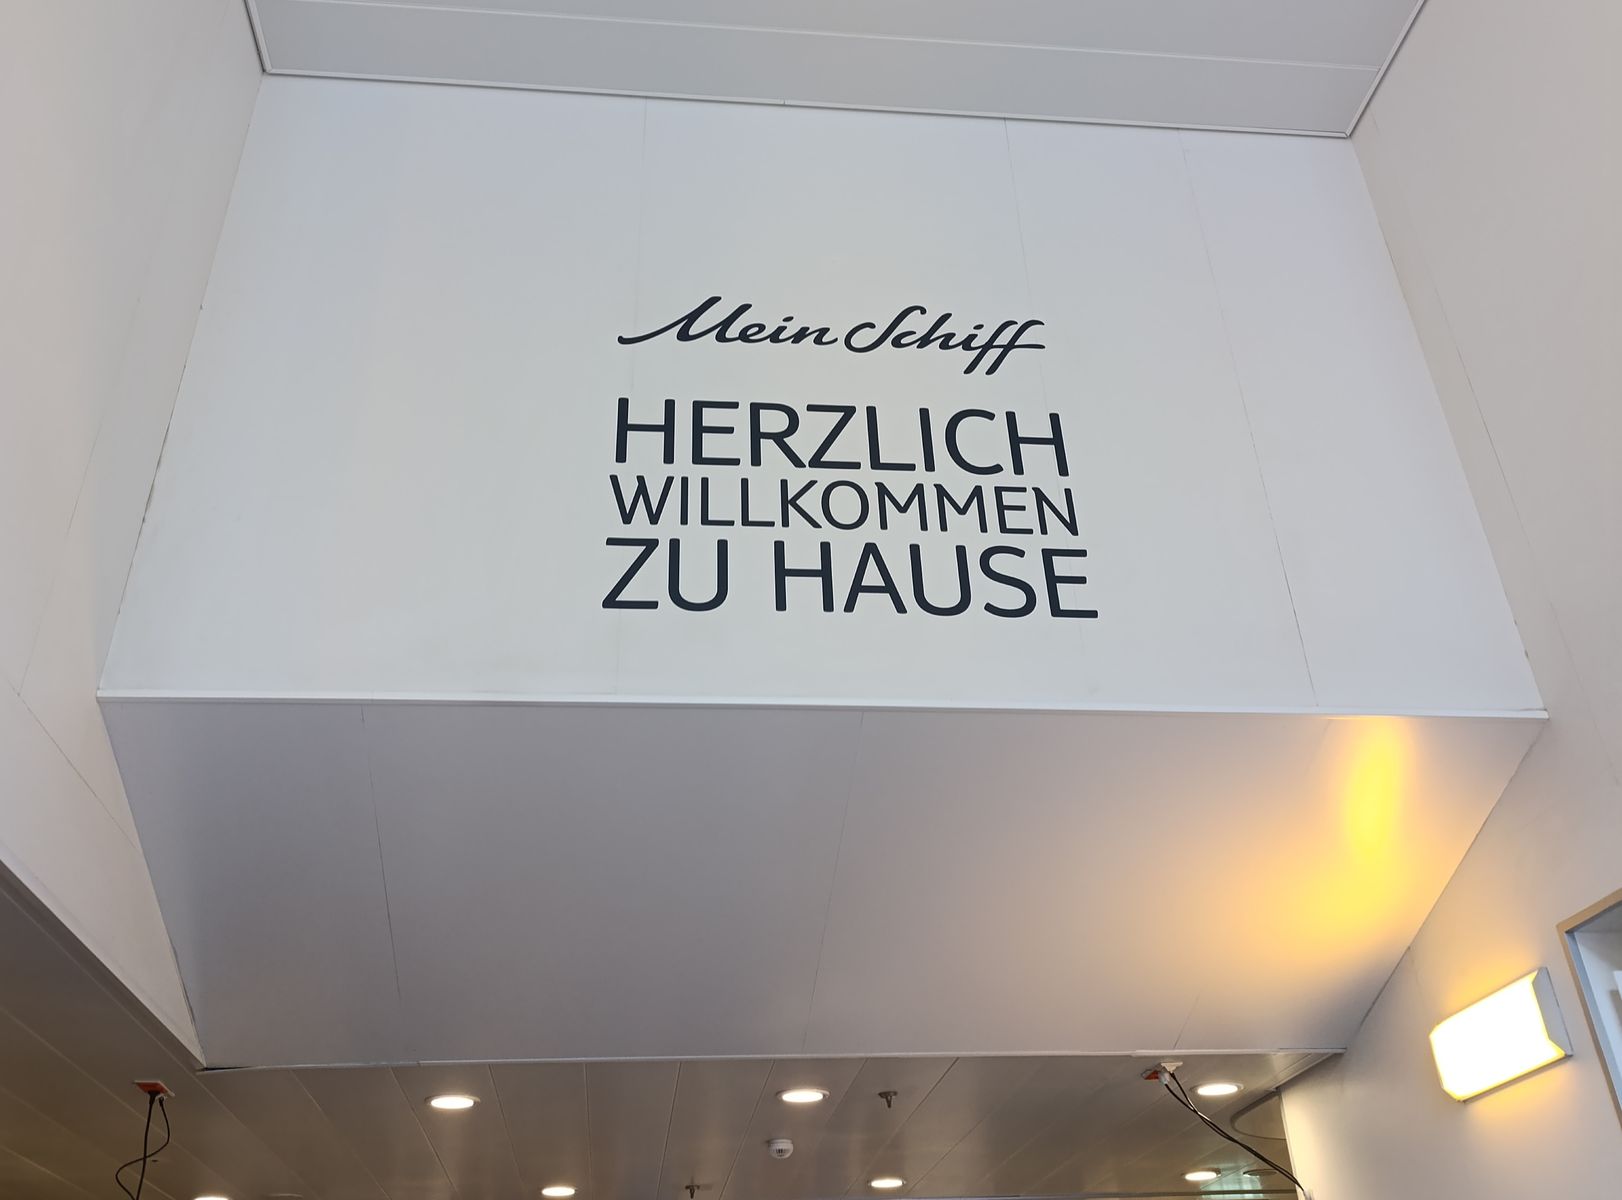 Mein Schiff
HERZLICH
WILLKOMMEN
ZU HAUSE